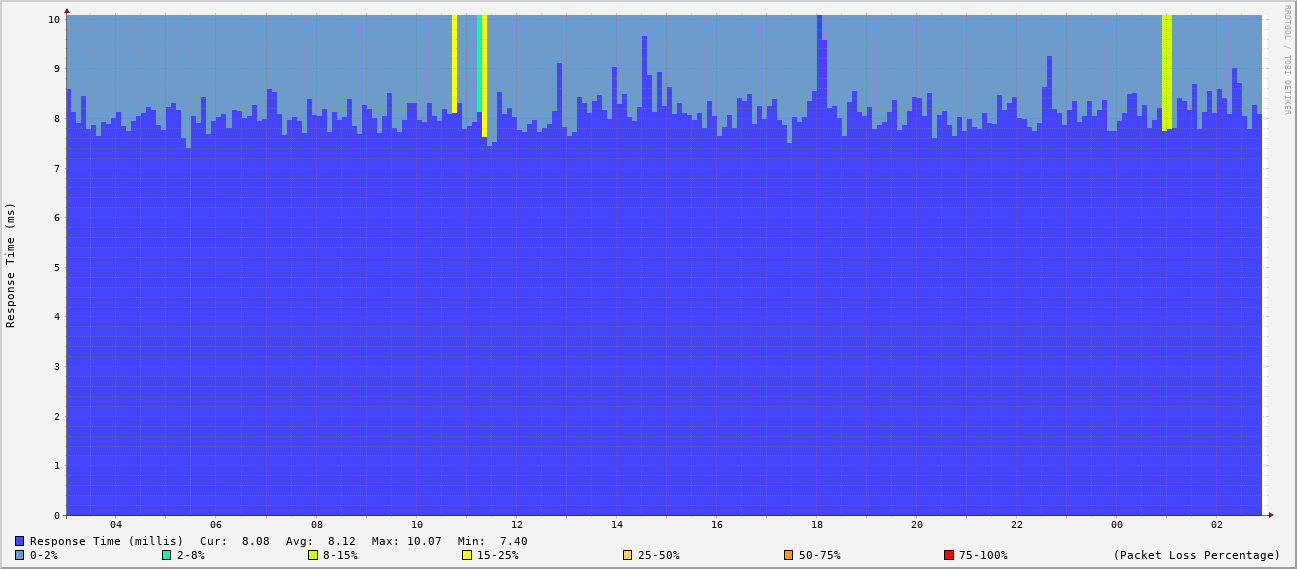 RRDTOOL / TOBI OETIKER
Response Time (ms)
10
9
8
7
6
5
4
3
2
1
0
04 06 08 10 12 14 16 18 20 22 00 02
Response Time (millis) Cur: 8.08 Avg: 8.12 Max: 10.07 Min: 7.40
0-2% 2-8% 8-15% 15-25% 25-50% 50-75% 75-100% (Packet Loss Percentage)